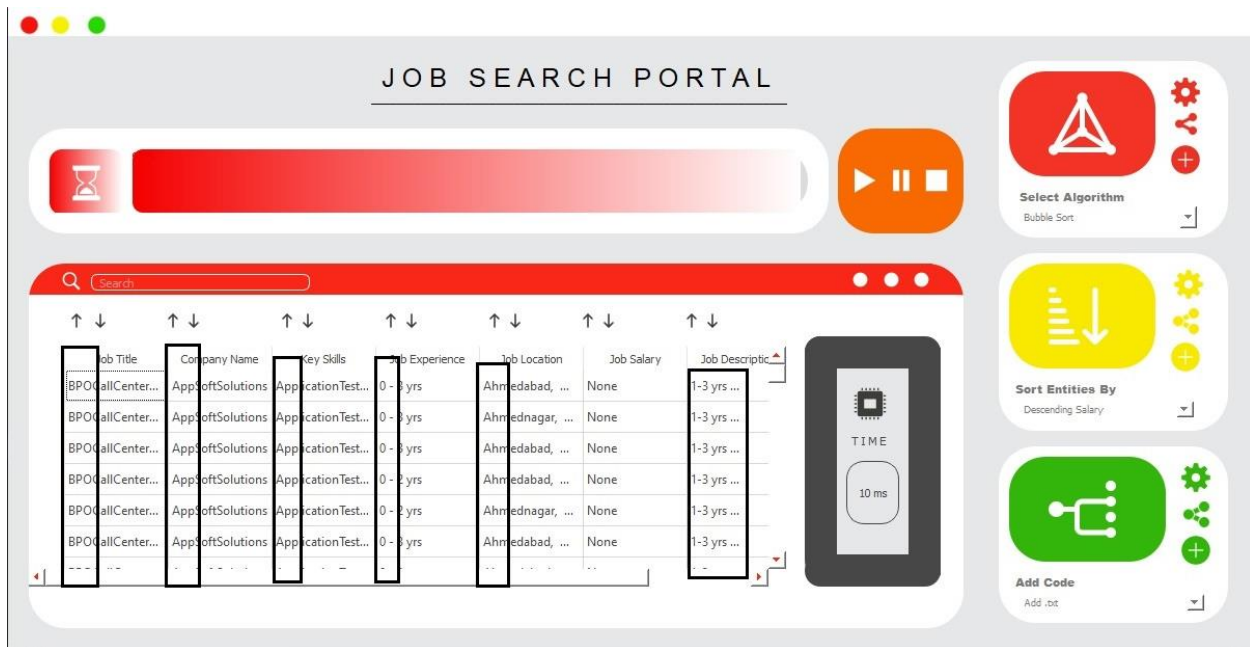 JOB SEARCH PORTAL
Select Algorithm
Bubble Sort
Search
Job Title Company Name Key Skills Job Experience Job Location Job Salary Job Descriptic
BPOCallCenter... AppSoftSolutions ApplicationTest... 0 - 3 yrs Ahmedabad, ... None 1-3 yrs ...
BPOCallCenter... AppSoftSolutions ApplicationTest... 0 - 3 yrs Ahmednagar, ... None 1-3 yrs ...
BPOCallCenter... AppSoftSolutions ApplicationTest... 0 - 3 yrs Ahmedabad, ... None 1-3 yrs ...
BPOCallCenter... AppSoftSolutions ApplicationTest... 0 - 2 yrs Ahmedabad, ... None 1-3 yrs ...
BPOCallCenter... AppSoftSolutions ApplicationTest... 0 - 2 yrs Ahmednagar, ... None 1-3 yrs ...
BPOCallCenter... AppSoftSolutions ApplicationTest... 0 - 3 yrs Ahmedabad, ... None 1-3 yrs ...
TIME
10 ms
Sort Entities By
Descending Salary
Add Code
Add .txt